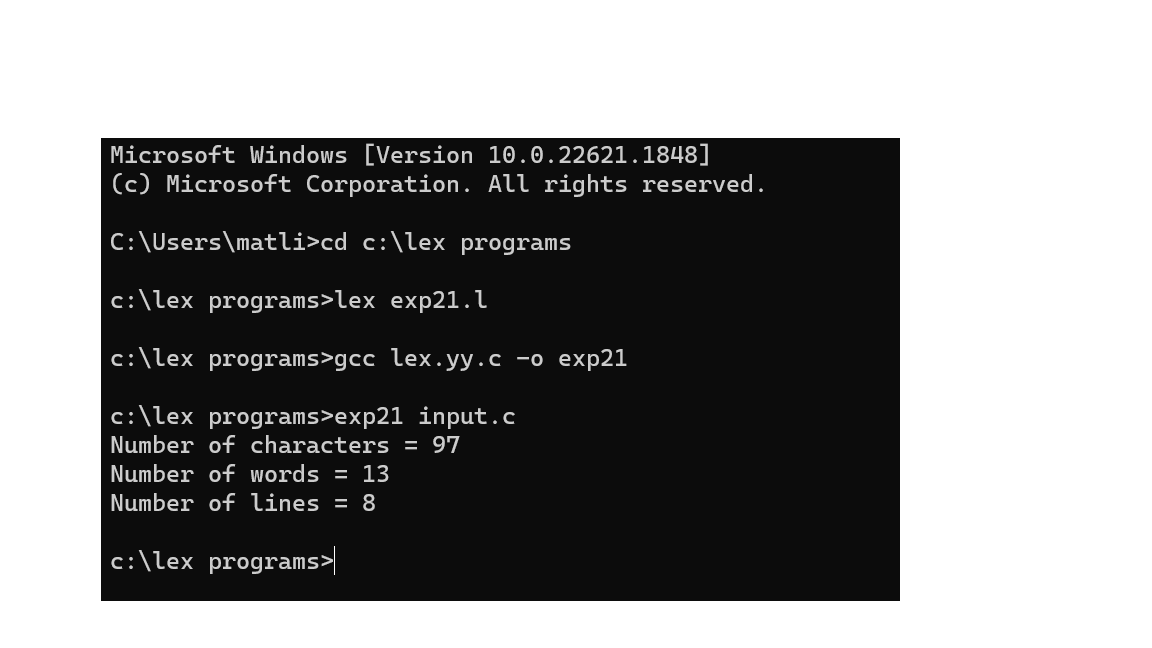 Microsoft Windows [Version 10.0.22621.1848]
(c) Microsoft Corporation. All rights reserved.
C:\Users\matli>cd c:\lex programs
c:\lex programs>lex exp21.l
c:\lex programs>gcc lex.yy.c -o exp21
c:\lex programs>exp21 input.c
Number of characters = 97
Number of words = 13
Number of lines = 8
c:\lex programs>